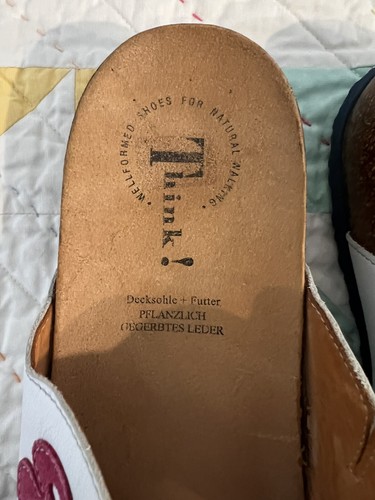 • WELLFORMED SHOES FOR NATURAL WALKING •
Think!
Decksohle + Futter
PFLANZLICH
GEGERBTES LEDER